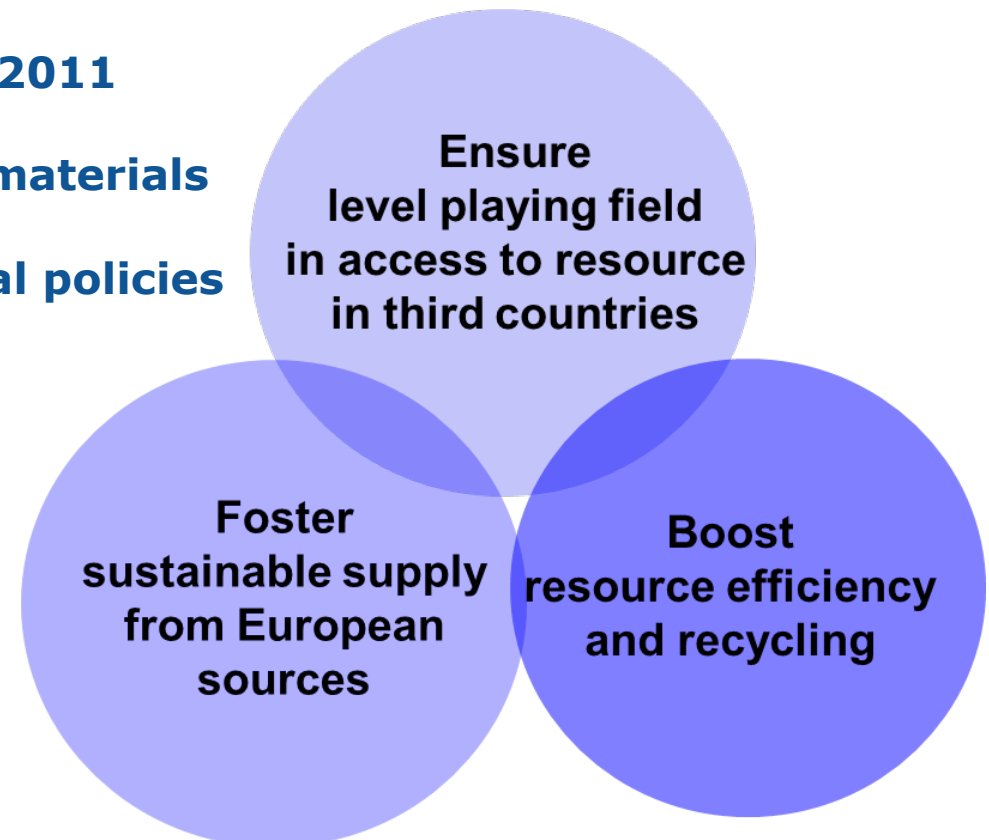 2011
materials
al policies
Ensure
level playing field
in access to resource
in third countries
Foster
sustainable supply
from European
sources
Boost
resource efficiency
and recycling